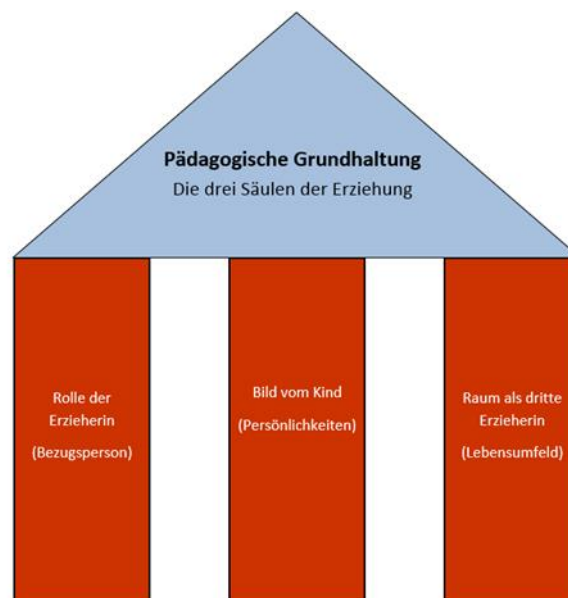 Pädagogische Grundhaltung
Die drei Säulen der Erziehung
Rolle der
Erzieherin
(Bezugsperson)
Bild vom Kind
(Persönlichkeiten)
Raum als dritte
Erzieherin
(Lebensumfeld)